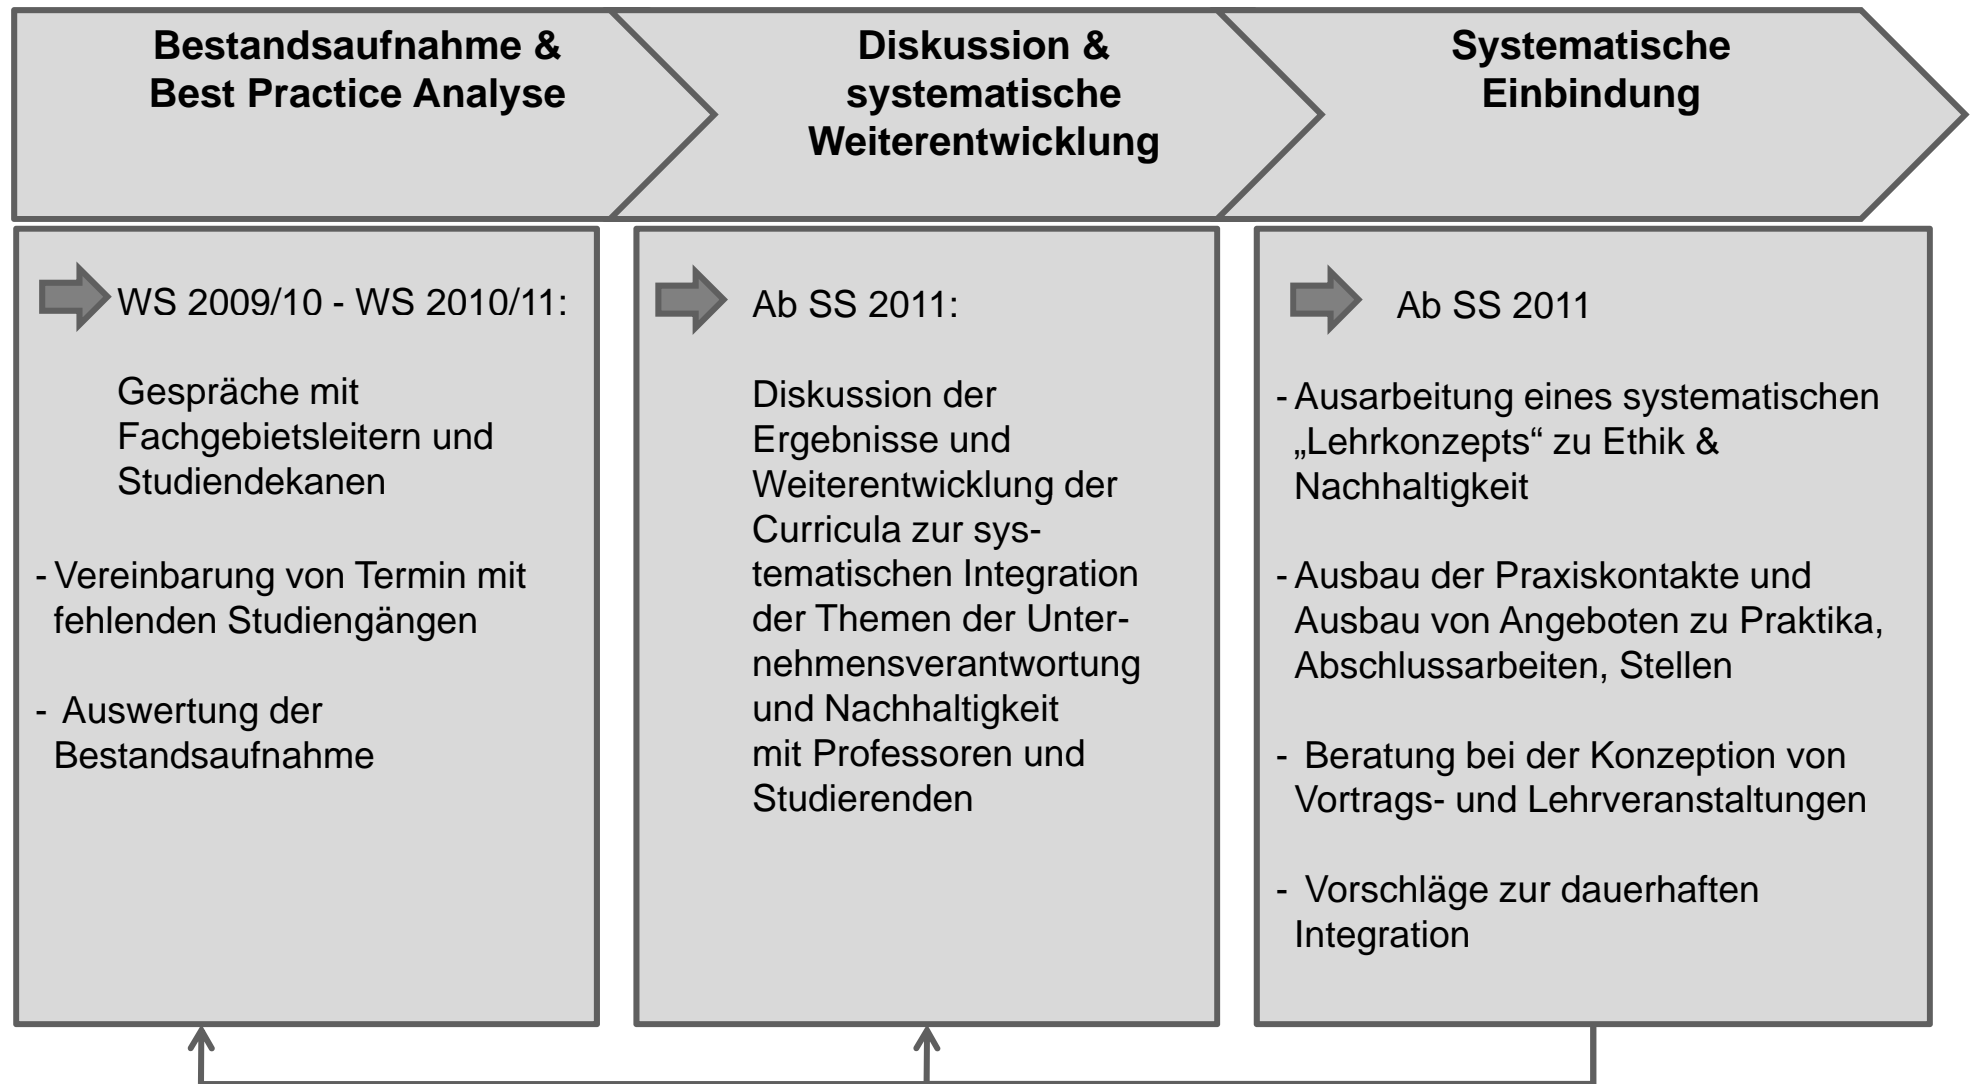 Bestandsaufnahme &
Best Practice Analyse
Diskussion &
systematische
Weiterentwicklung
Systematische
Einbindung
WS 2009/10 - WS 2010/11:
Gespräche mit
Fachgebietsleitern und
Studiendekanen
- Vereinbarung von Termin mit
fehlenden Studiengängen
- Auswertung der
Bestandsaufnahme
Ab SS 2011:
Diskussion der
Ergebnisse und
Weiterentwicklung der
Curricula zur sys-
tematischen Integration
der Themen der Unter-
nehmensverantwortung
und Nachhaltigkeit
mit Professoren und
Studierenden
Ab SS 2011
- Ausarbeitung eines systematischen
„Lehrkonzepts“ zu Ethik &
Nachhaltigkeit
- Ausbau der Praxiskontakte und
Ausbau von Angeboten zu Praktika,
Abschlussarbeiten, Stellen
- Beratung bei der Konzeption von
Vortrags- und Lehrveranstaltungen
- Vorschläge zur dauerhaften
Integration